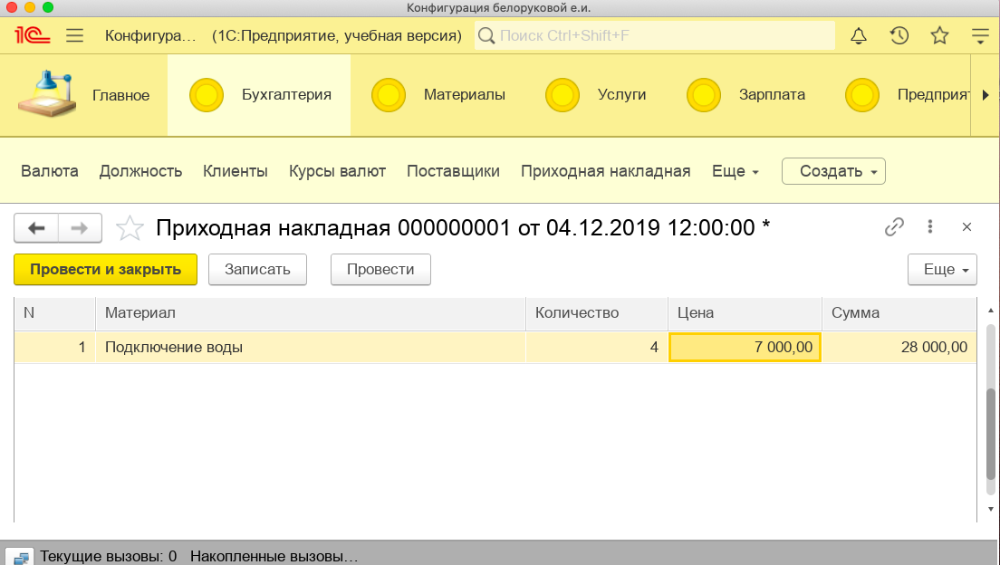 Конфигурация белоруковой е.и.
1С Конфигура... (1С:Предприятие, учебная версия) Поиск Ctrl+Shift+F
Главное Бухгалтерия Материалы Услуги Зарплата Предприят
Валюта Должность Клиенты Курсы валют Поставщики Приходная накладная Еще Создать
Приходная накладная 000000001 от 04.12.2019 12:00:00 *
Провести и закрыть Записать Провести Еще
N Материал Количество Цена Сумма
1 Подключение воды 4 7 000,00 28 000,00
Текущие вызовы: 0 Накопленные вызовы...